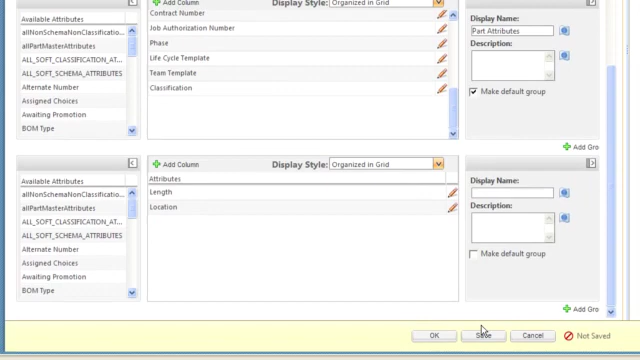 Add Column Display Style: Organized in Grid
Available Attributes
allNonSchemaNonClassificatio...
allPartMasterAttributes
ALL_SOFT_CLASSIFICATION_AT...
ALL_SOFT_SCHEMA_ATTRIBUTES
Alternate Number
Assigned Choices
Awaiting Promotion
BOM Type
Contract Number
Job Authorization Number
Phase
Life Cycle Template
Team Template
Classification
Display Name:
Part Attributes
Description:
Make default group
Add Gro
Add Column Display Style: Organized in Grid
Available Attributes
allNonSchemaNonClassificatio...
allPartMasterAttributes
ALL_SOFT_CLASSIFICATION_AT...
ALL_SOFT_SCHEMA_ATTRIBUTES
Alternate Number
Assigned Choices
Awaiting Promotion
BOM Type
Attributes
Length
Location
Display Name:
Description:
Make default group
Add Gro
OK Save Cancel Not Saved